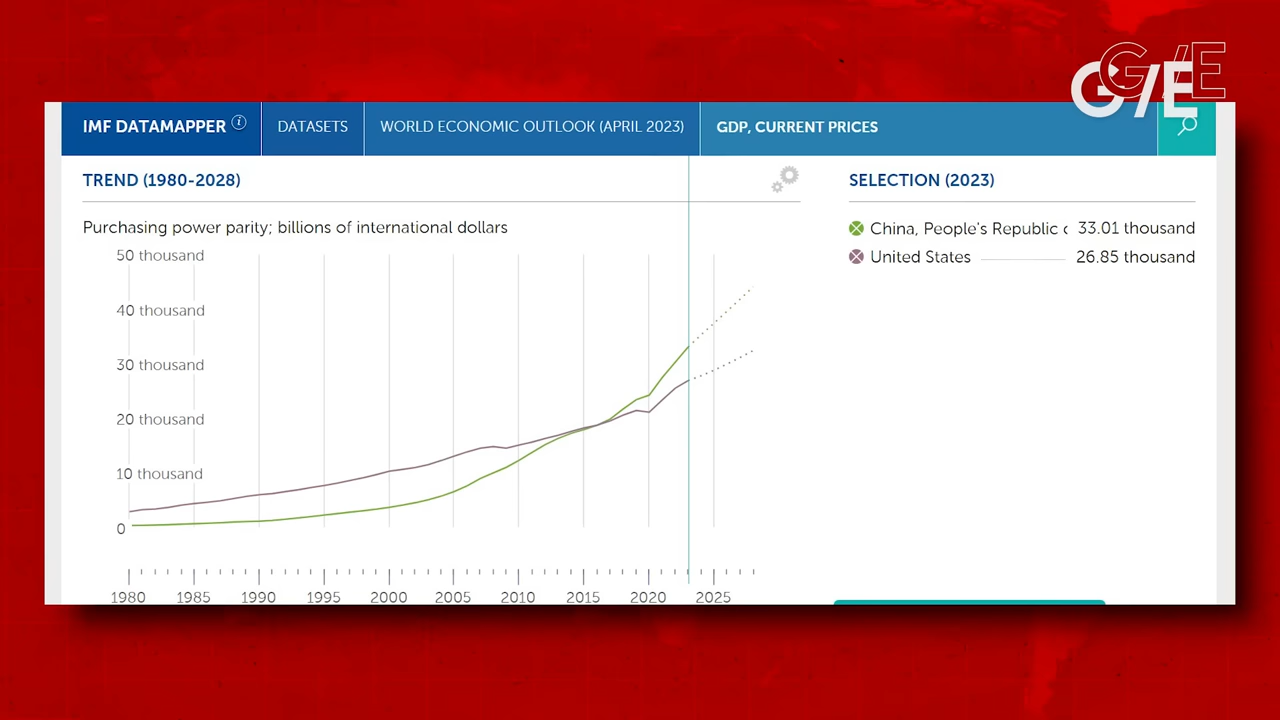 G/E
G/E
IMF DATAMAPPER i DATASETS WORLD ECONOMIC OUTLOOK (APRIL 2023) GDP, CURRENT PRICES
TREND (1980-2028)
Purchasing power parity; billions of international dollars
50 thousand
40 thousand
30 thousand
20 thousand
10 thousand
0
1980 1985 1990 1995 2000 2005 2010 2015 2020 2025
SELECTION (2023)
China, People's Republic 33.01 thousand
United States 26.85 thousand